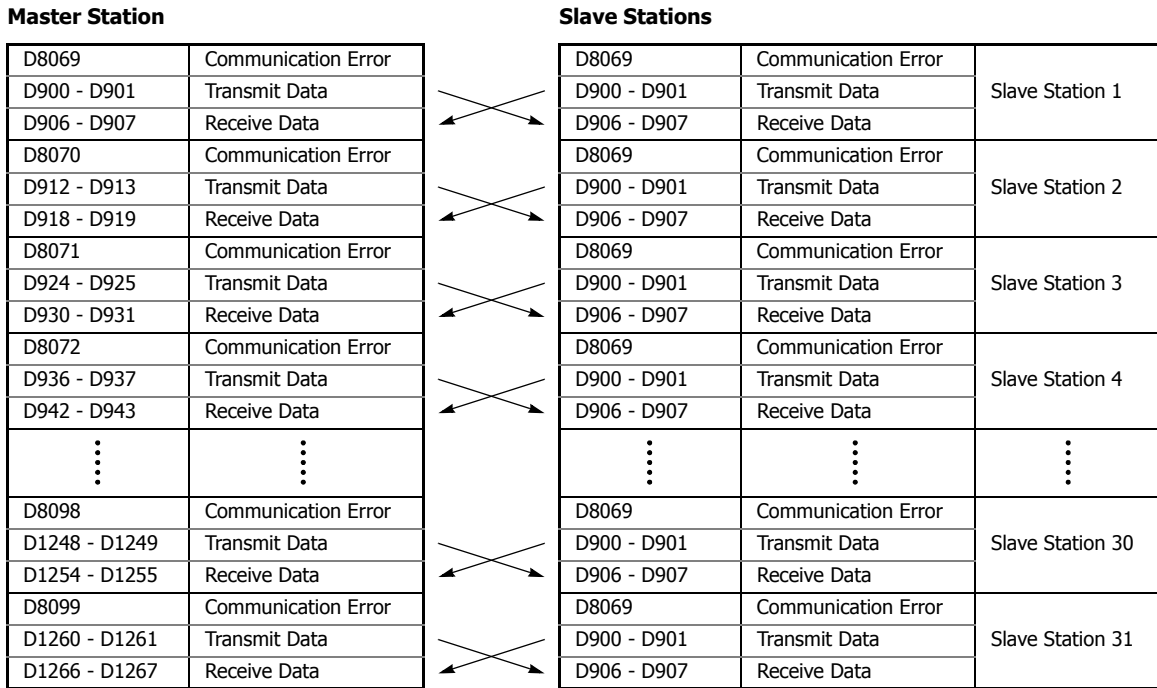 Master Station Slave Stations
D8069 Communication Error D8069 Communication Error
D900 - D901 Transmit Data D900 - D901 Transmit Data Slave Station 1
D906 - D907 Receive Data D906 - D907 Receive Data
D8070 Communication Error D8069 Communication Error
D912 - D913 Transmit Data D900 - D901 Transmit Data Slave Station 2
D918 - D919 Receive Data D906 - D907 Receive Data
D8071 Communication Error D8069 Communication Error
D924 - D925 Transmit Data D900 - D901 Transmit Data Slave Station 3
D930 - D931 Receive Data D906 - D907 Receive Data
D8072 Communication Error D8069 Communication Error
D936 - D937 Transmit Data D900 - D901 Transmit Data Slave Station 4
D942 - D943 Receive Data D906 - D907 Receive Data
D8098 Communication Error D8069 Communication Error
D1248 - D1249 Transmit Data D900 - D901 Transmit Data Slave Station 30
D1254 - D1255 Receive Data D906 - D907 Receive Data
D8099 Communication Error D8069 Communication Error
D1260 - D1261 Transmit Data D900 - D901 Transmit Data Slave Station 31
D1266 - D1267 Receive Data D906 - D907 Receive Data